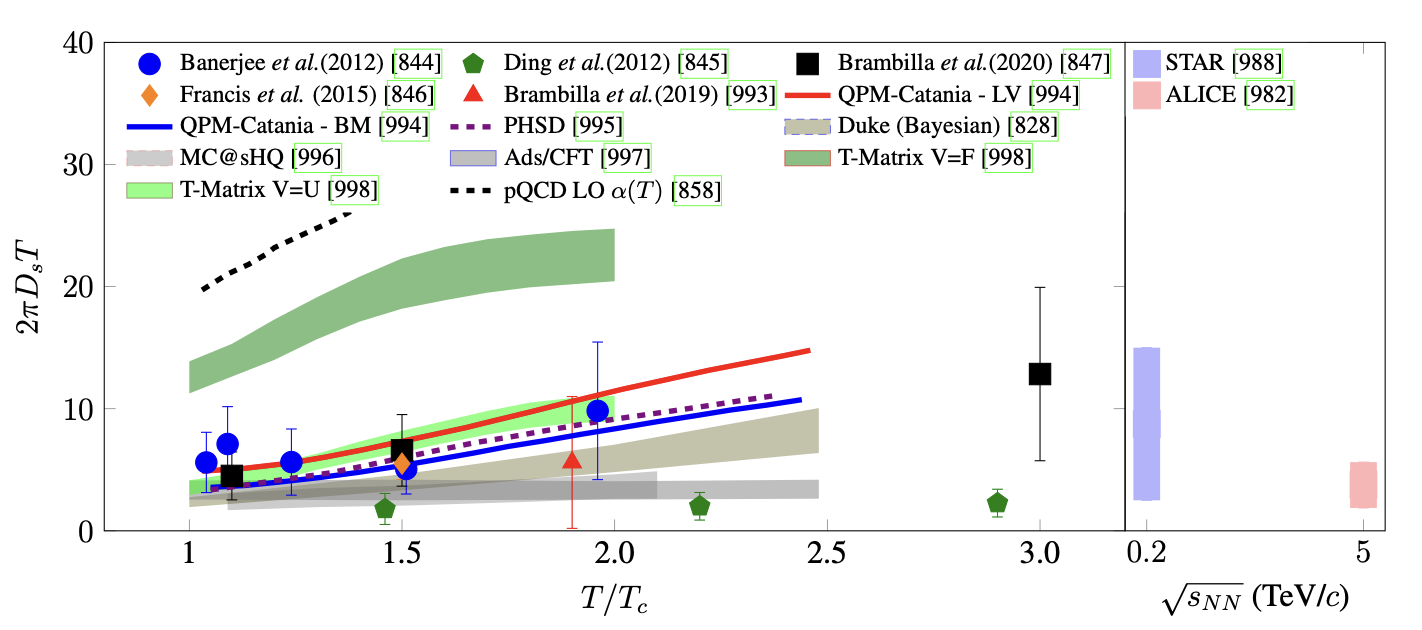 40
30
20
10
0
2πD_sT
Banerjee et al.(2012) [844] Ding et al.(2012) [845] Brambilla et al.(2020) [847] STAR [988]
Francis et al. (2015) [846] Brambilla et al.(2019) [993] QPM-Catania - LV [994] ALICE [982]
QPM-Catania - BM [994] PHSD [995] Duke (Bayesian) [828]
MC@sHQ [996] Ads/CFT [997] T-Matrix V=F [998]
T-Matrix V=U [998] pQCD LO α(T) [858]
1 1.5 2.0 2.5 3.0 0.2 5
T/T_c √s_NN (TeV/c)